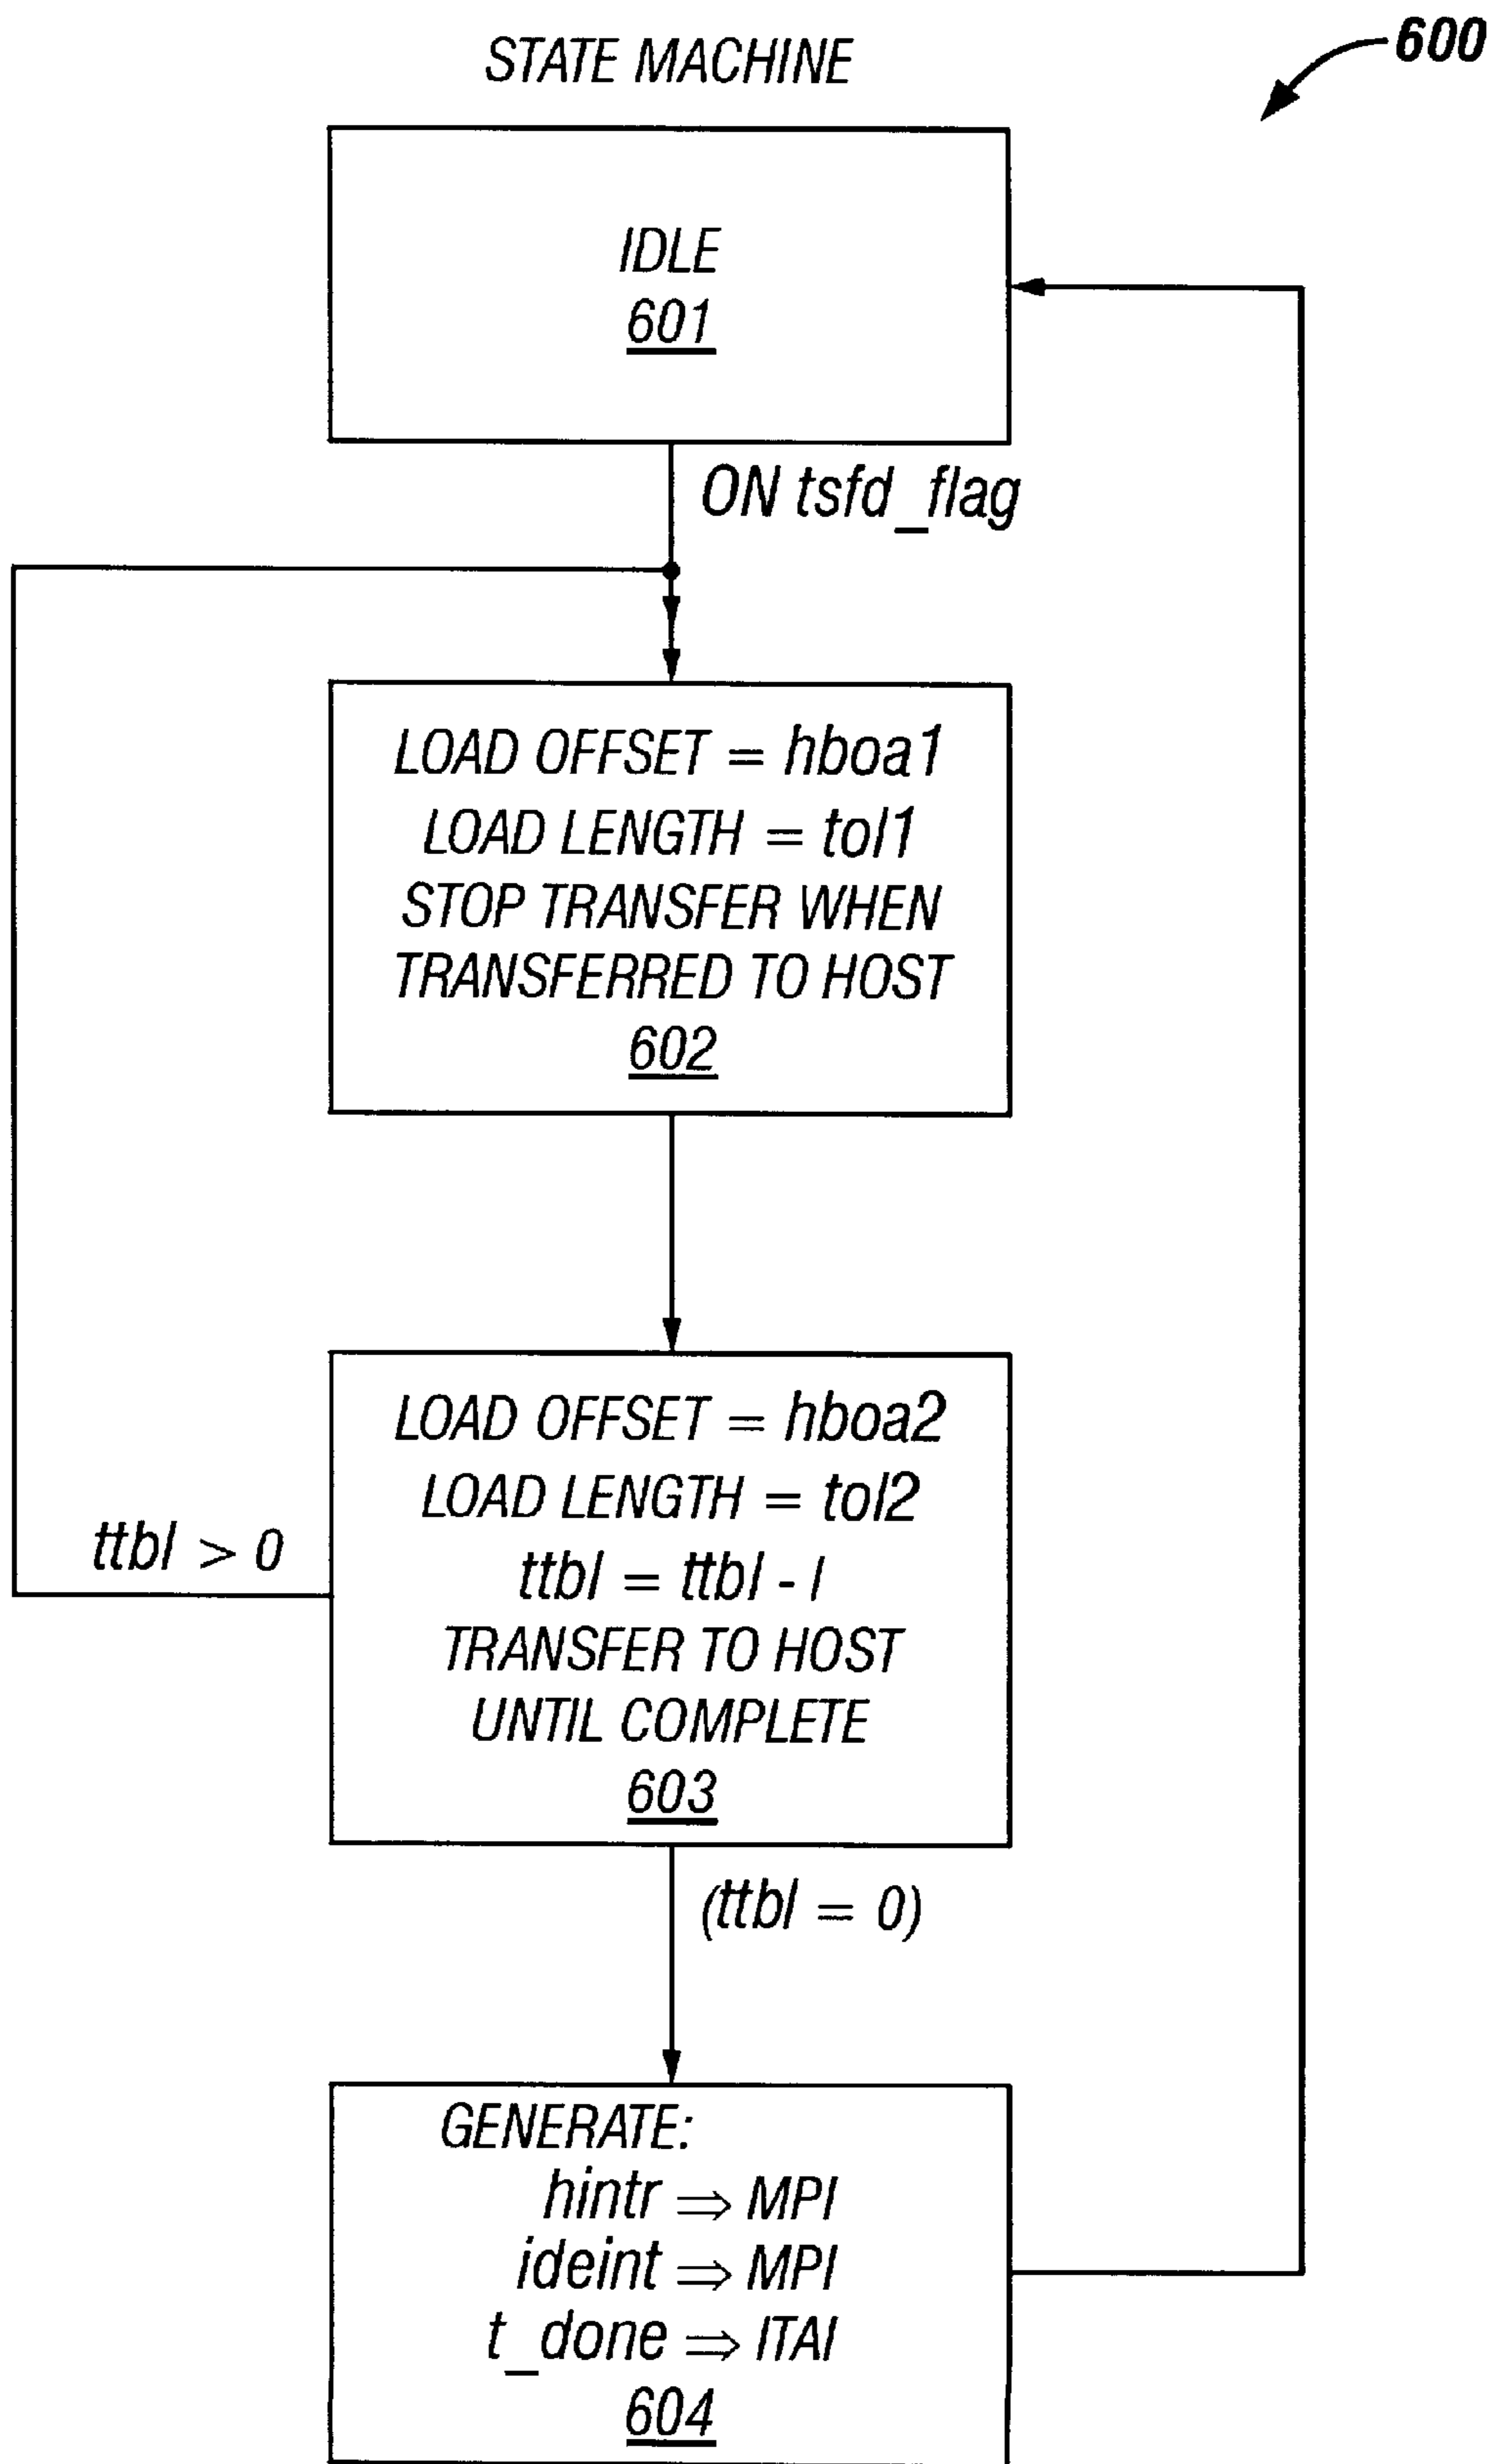 600
STATE MACHINE
IDLE
601
ON tsfd_flag
LOAD OFFSET = hboa1
LOAD LENGTH = tol1
STOP TRANSFER WHEN
TRANSFERRED TO HOST
602
LOAD OFFSET = hboa2
LOAD LENGTH = tol2
ttbl = ttbl - l
TRANSFER TO HOST
UNTIL COMPLETE
603
ttbl > 0
(ttbl = 0)
GENERATE:
hintr ⇒ MPI
ideint ⇒ MPI
t_done ⇒ ITAI
604